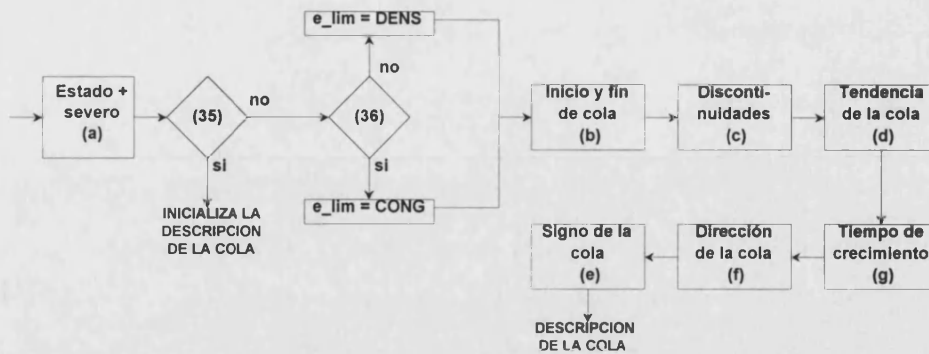 Estado +
severo
(a)
(35)
no
si
INICIALIZA LA
DESCRIPCION
DE LA COLA
e_lim = DENS
no
(36)
si
e_lim = CONG
Inicio y fin
de cola
(b)
Disconti-
nuidades
(c)
Tendencia
de la cola
(d)
Signo de la
cola
(e)
Dirección
de la cola
(f)
Tiempo de
crecimiento
(g)
DESCRIPCION
DE LA COLA